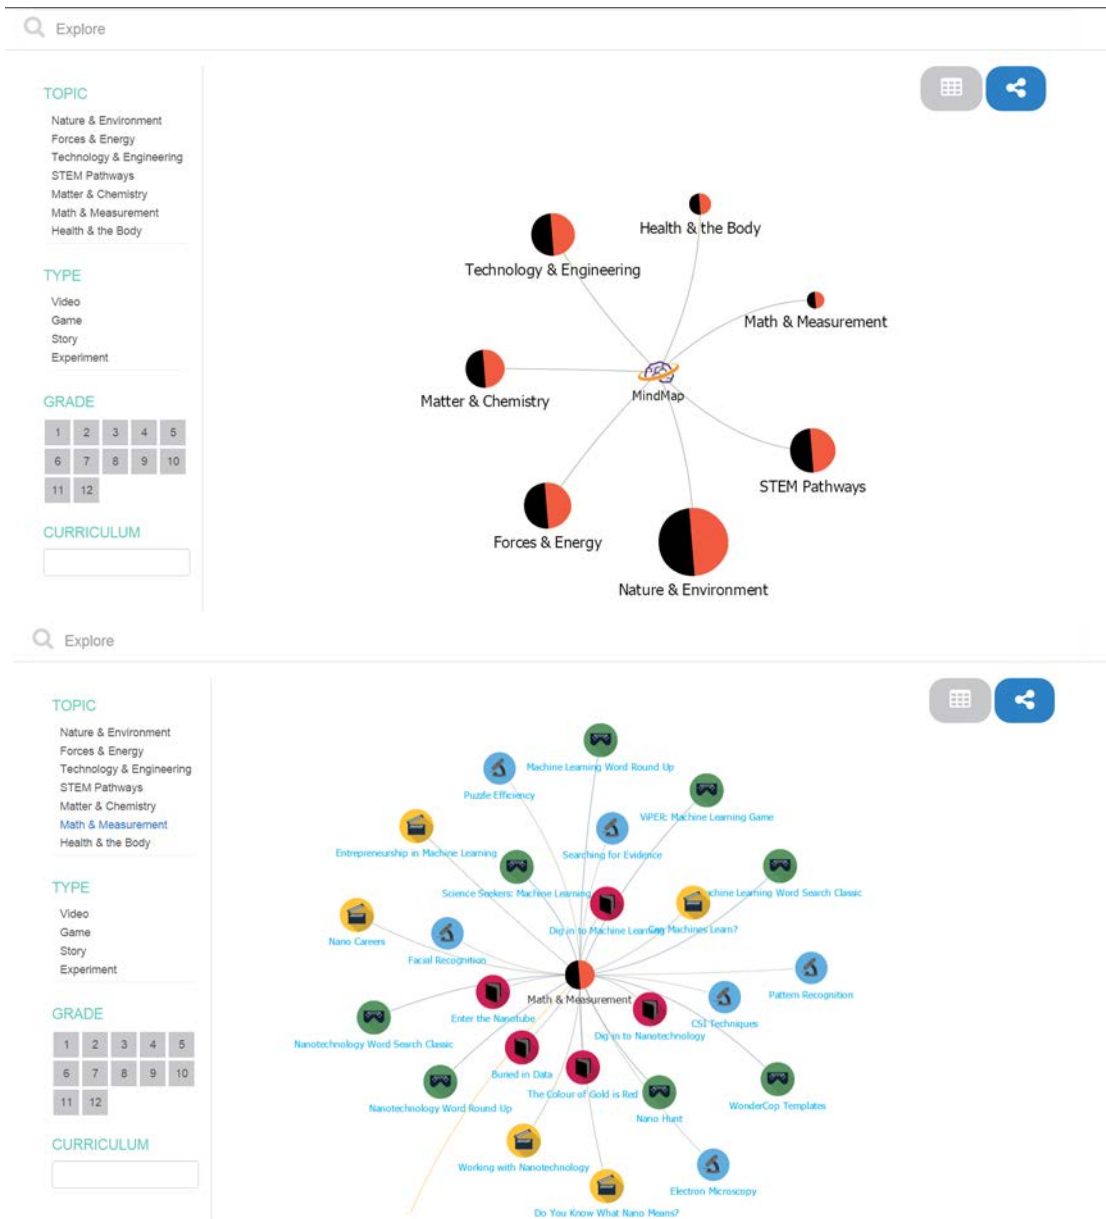 Explore
TOPIC
Nature & Environment
Forces & Energy
Technology & Engineering
STEM Pathways
Matter & Chemistry
Math & Measurement
Health & the Body
TYPE
Video
Game
Story
Experiment
GRADE
1 2 3 4 5
6 7 8 9 10
11 12
CURRICULUM
Health & the Body
Technology & Engineering
Math & Measurement
MindMap
Matter & Chemistry
STEM Pathways
Forces & Energy
Nature & Environment
Explore
TOPIC
Nature & Environment
Forces & Energy
Technology & Engineering
STEM Pathways
Matter & Chemistry
Math & Measurement
Health & the Body
TYPE
Video
Game
Story
Experiment
GRADE
1 2 3 4 5
6 7 8 9 10
11 12
CURRICULUM
Machine Learning Word Round Up
Puzzle Efficiency
ViPER: Machine Learning Game
Entrepreneurship in Machine Learning
Searching for Evidence
Science Seekers: Machine Learning
Machine Learning Word Search Classic
Dig in to Machine Learning
Can Machines Learn?
Nano Careers
Facial Recognition
Pattern Recognition
Math & Measurement
Enter the Nanotube
CSI Techniques
Dig in to Nanotechnology
Nanotechnology Word Search Classic
Buried in Data
The Colour of Gold is Red
WonderCop Templates
Nanotechnology Word Round Up
Nano Hunt
Working with Nanotechnology
Electron Microscopy
Do You Know What Nano Means?